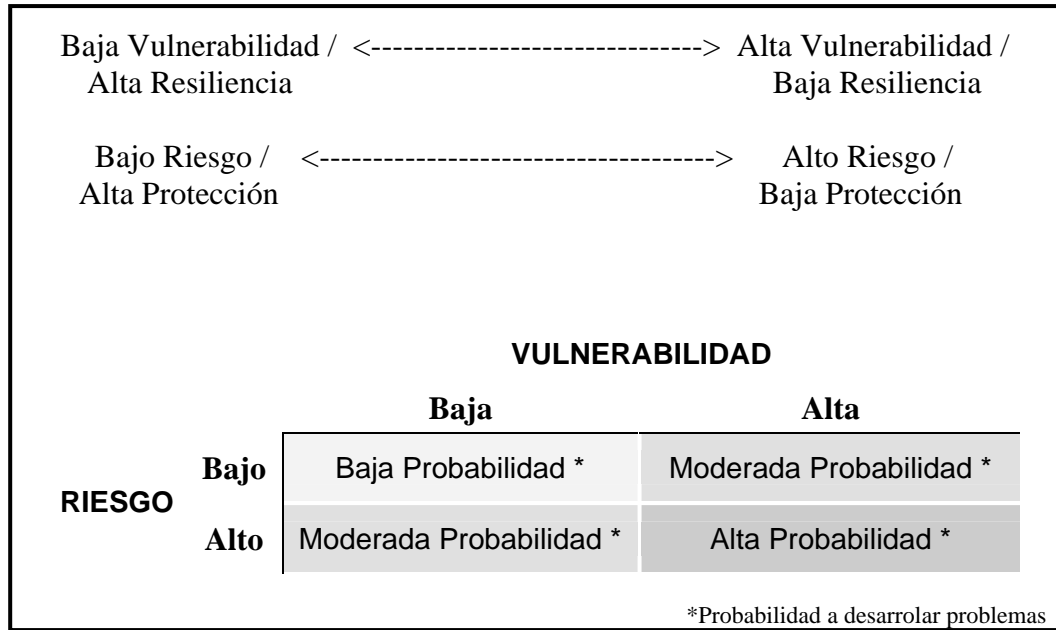 Baja Vulnerabilidad / <-------------------------------> Alta Vulnerabilidad /
Alta Resiliencia Baja Resiliencia
Bajo Riesgo / <-------------------------------------> Alto Riesgo /
Alta Protección Baja Protección
VULNERABILIDAD
Baja Alta
Bajo Baja Probabilidad * Moderada Probabilidad *
RIESGO
Alto Moderada Probabilidad * Alta Probabilidad *
*Probabilidad a desarrolar problemas